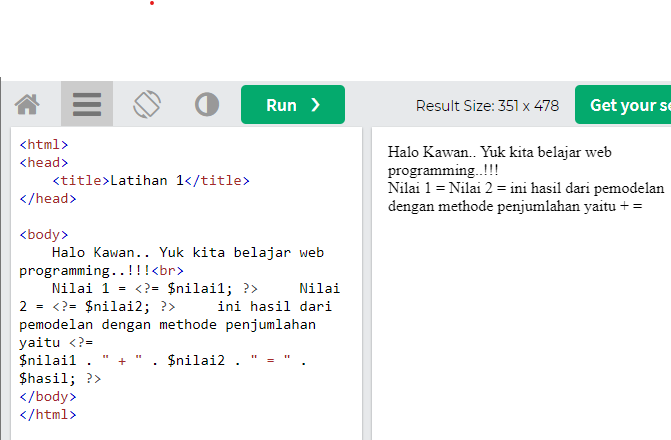 Run ❯
Result Size: 351 x 478
Get your se
<html>
<head>
    <title>Latihan 1</title>
</head>

<body>
    Halo Kawan.. Yuk kita belajar web
programming..!!!<br>
    Nilai 1 = <?= $nilai1; ?>     Nilai
2 = <?= $nilai2; ?>     ini hasil dari
pemodelan dengan methode penjumlahan
yaitu <?=
$nilai1 . " + " . $nilai2 . " = " .
$hasil; ?>
</body>
</html>
Halo Kawan.. Yuk kita belajar web
programming..!!!
Nilai 1 = Nilai 2 = ini hasil dari pemodelan
dengan methode penjumlahan yaitu + =